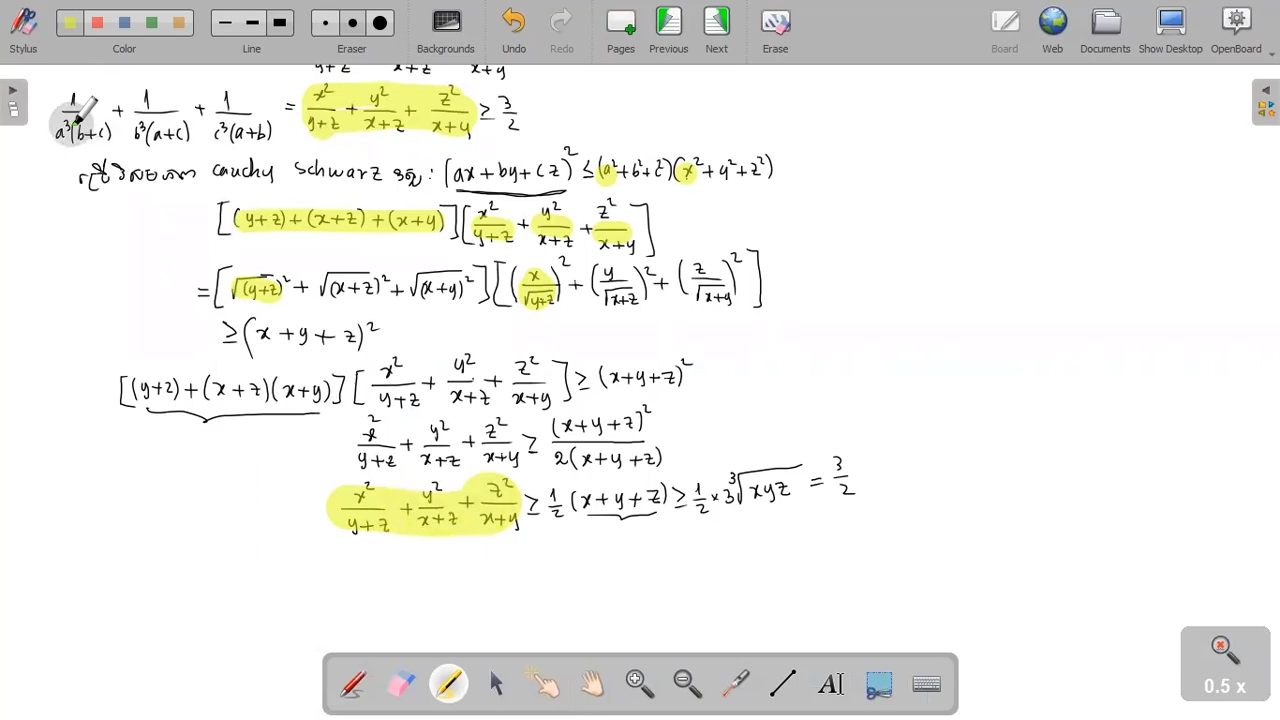 Stylus Color Line Eraser Backgrounds Undo Redo Pages Previous Next Erase Board Web Documents Show Desktop OpenBoard
y+z x+z x+y
1/(a³(b+c)) + 1/(b³(a+c)) + 1/(c³(a+b)) = x²/(y+z) + y²/(x+z) + z²/(x+y) ≥ 3/2
cauchy schwarz : (ax+by+cz)² ≤ (a²+b²+c²)(x²+y²+z²)
[(y+z)+(x+z)+(x+y)][x²/(y+z) + y²/(x+z) + z²/(x+y)]
= [√(y+z)² + √(x+z)² + √(x+y)²][(x/√(y+z))² + (y/√(x+z))² + (z/√(x+y))²]
≥ (x+y+z)²
[(y+z)+(x+z)(x+y)][x²/(y+z) + y²/(x+z) + z²/(x+y)] ≥ (x+y+z)²
x²/(y+z) + y²/(x+z) + z²/(x+y) ≥ (x+y+z)²/2(x+y+z)
x²/(y+z) + y²/(x+z) + z²/(x+y) ≥ 1/2 (x+y+z) ≥ 1/2 × 3 ³√xyz = 3/2
0.5 x